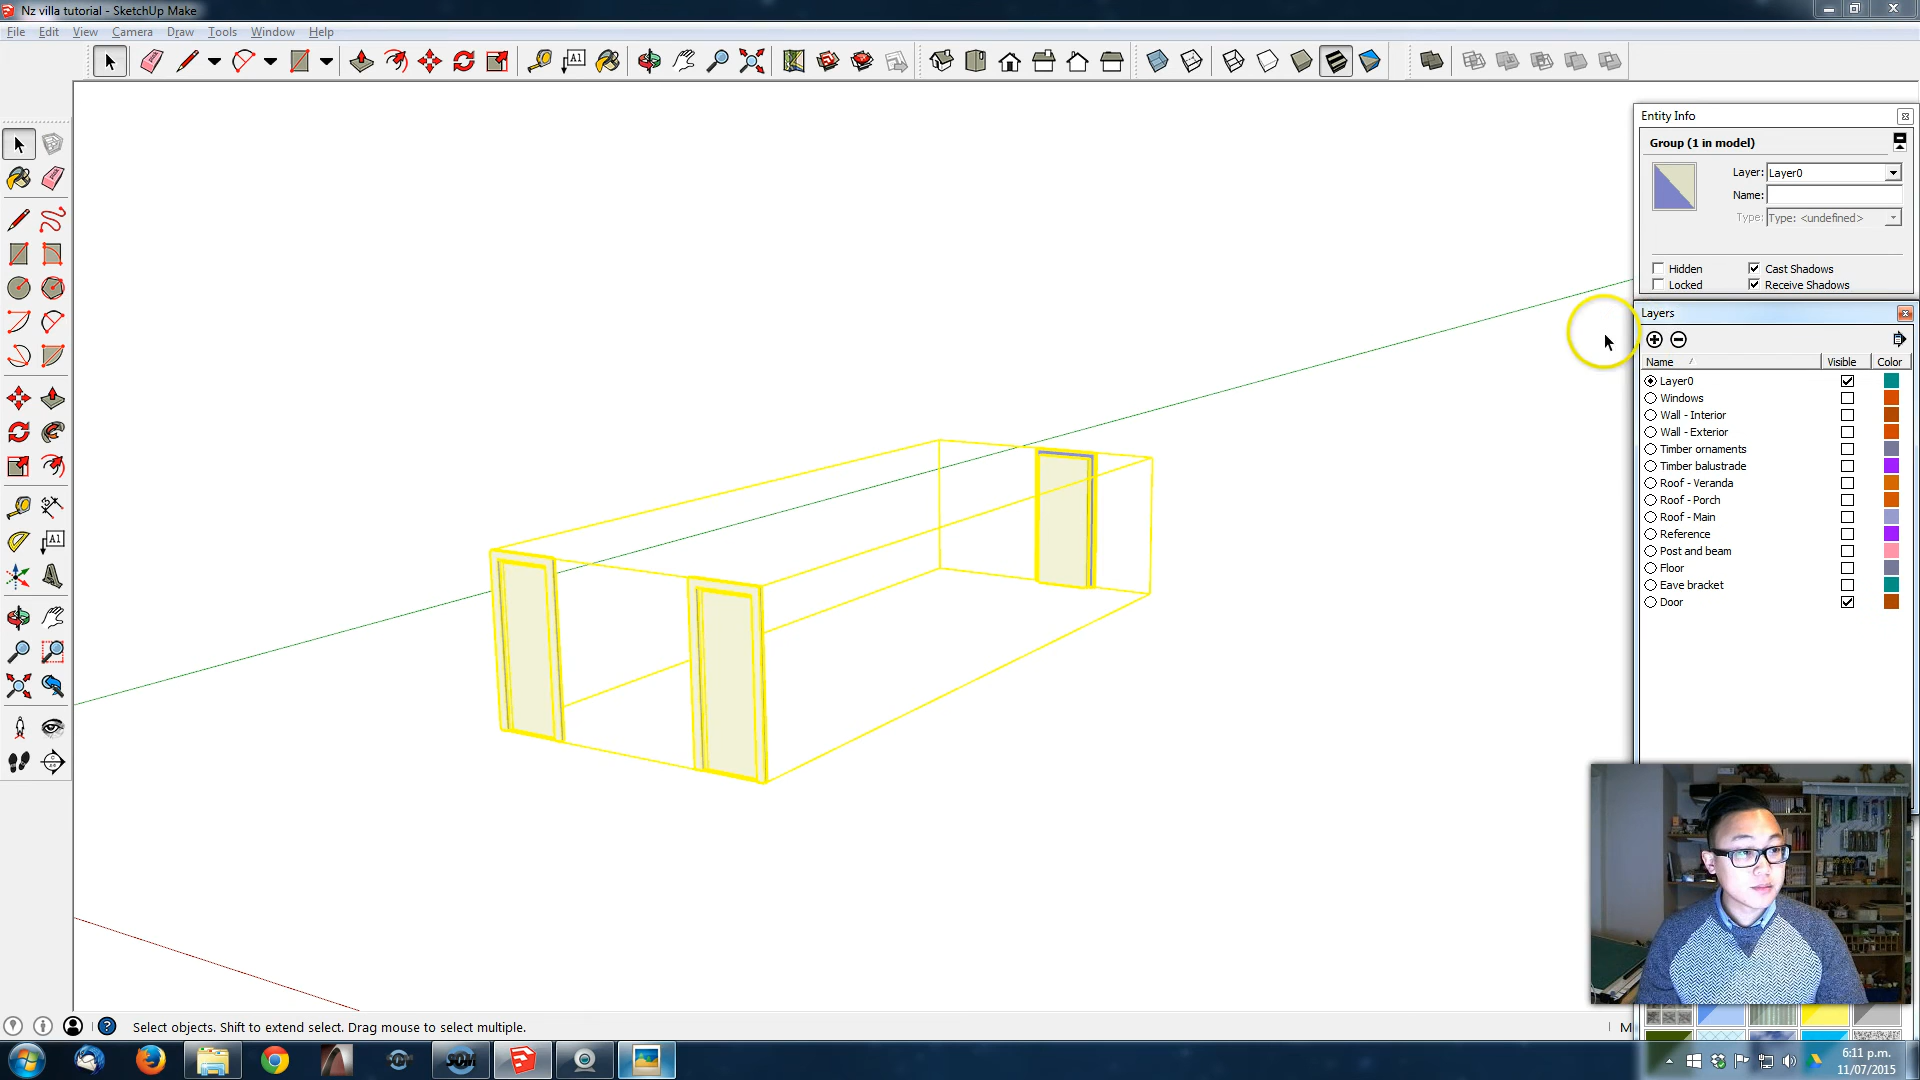 Nz villa tutorial - SketchUp Make
File Edit View Camera Draw Tools Window Help
A1
Entity Info
Group (1 in model)
Layer: Layer0
Name:
Type: Type: <undefined>
Hidden Cast Shadows
Locked Receive Shadows
Layers
Name Visible Color
Layer0
Windows
Wall - Interior
Wall - Exterior
Timber ornaments
Timber balustrade
Roof - Veranda
Roof - Porch
Roof - Main
Reference
Post and beam
Floor
Eave bracket
Door
A1
Select objects. Shift to extend select. Drag mouse to select multiple.
M
6:11 p.m.
11/07/2015